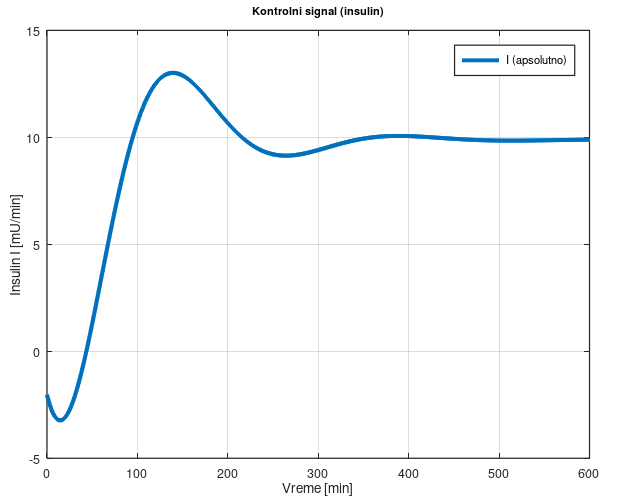 Kontrolni signal (insulin)
I (apsolutno)
15
10
5
0
-5
Insulin I [mU/min]
0 100 200 300 400 500 600
Vreme [min]